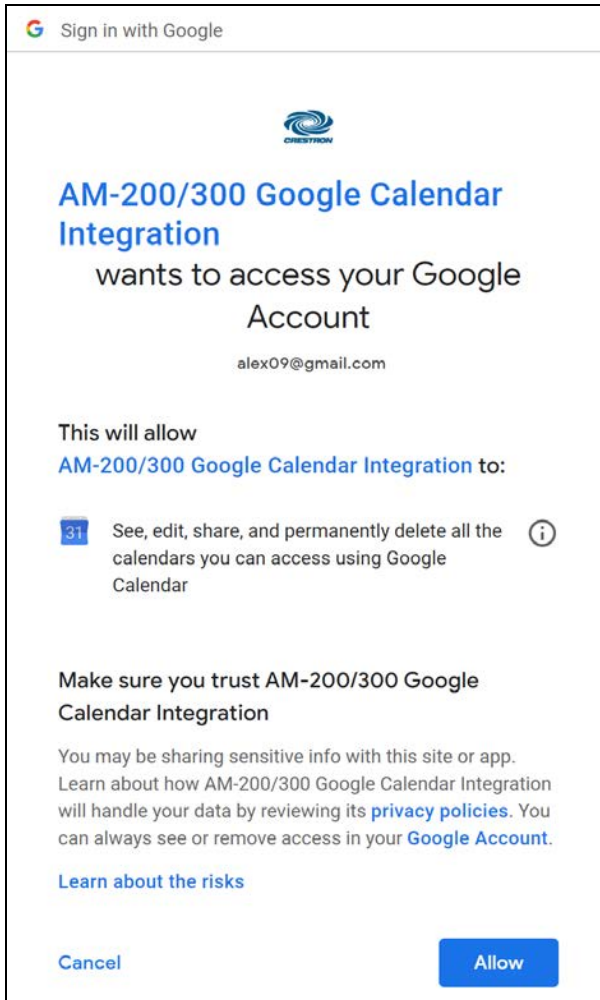 Sign in with Google
CRESTRON
AM-200/300 Google Calendar
Integration
wants to access your Google
Account
alex09@gmail.com
This will allow
AM-200/300 Google Calendar Integration to:
31
See, edit, share, and permanently delete all the
calendars you can access using Google
Calendar
Make sure you trust AM-200/300 Google
Calendar Integration
You may be sharing sensitive info with this site or app.
Learn about how AM-200/300 Google Calendar Integration
will handle your data by reviewing its privacy policies. You
can always see or remove access in your Google Account.
Learn about the risks
Cancel
Allow